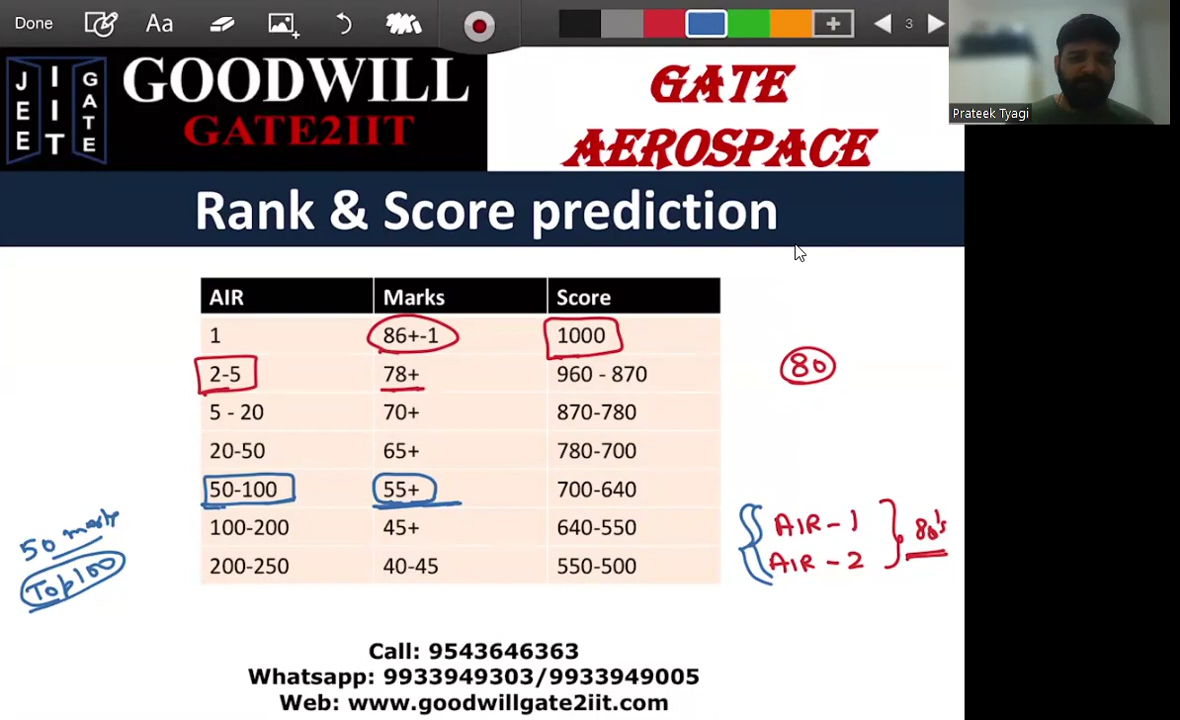 Done
Aa
3
JEE IIT GATE
GOODWILL
GATE2IIT
GATE
AEROSPACE
Prateek Tyagi
Rank & Score prediction
AIR Marks Score
1 86+-1 1000
2-5 78+ 960 - 870
80
5 - 20 70+ 870-780
20-50 65+ 780-700
50-100 55+ 700-640
100-200 45+ 640-550
200-250 40-45 550-500
50 marks
Top 100
AIR - 1
AIR - 2
80's
Call: 9543646363
Whatsapp: 9933949303/9933949005
Web: www.goodwillgate2iit.com